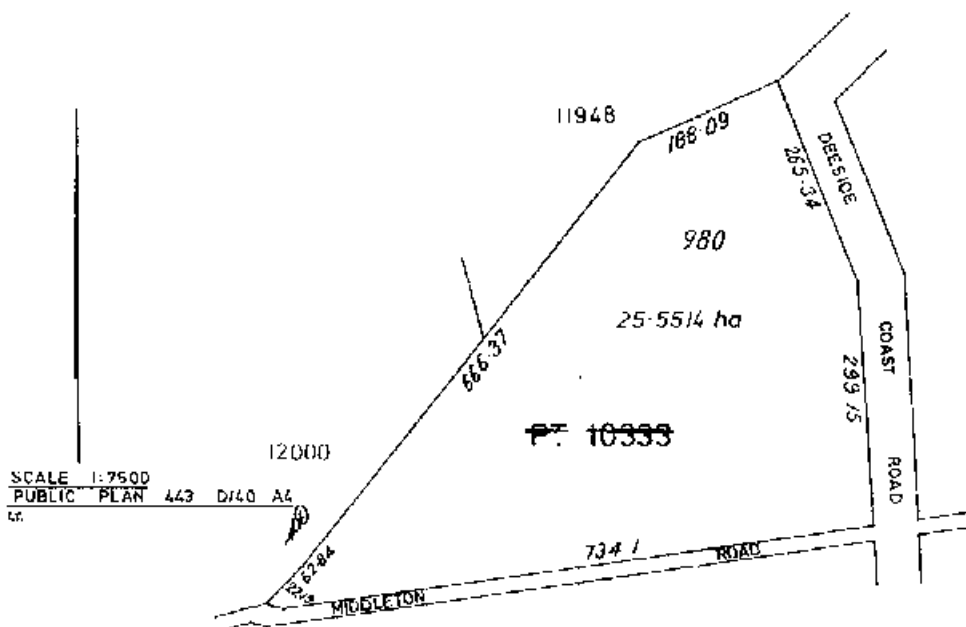 11948
188·09
DEESIDE
265·34
980
25·5514 ha
666·37
COAST
299 15
PT 10333
12000
SCALE 1:7500
PUBLIC PLAN 443 D/40 A4
ROAD
62·84
734 1
ROAD
MIDDLETON